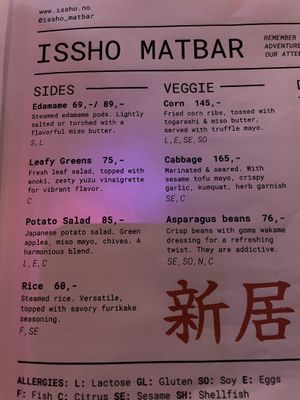 www.issho.no
@issho_matbar
ISSHO MATBAR
REMEMBER
ADVENTURE
OUR ATTE
SIDES
Edamame 69,-/ 89,-
Steamed edamame pods. Lightly
salted or torched with a
flavorful miso butter.
S,L
Leafy Greens 75,-
Fresh leaf salad, topped with
enoki, zesty yuzu vinaigrette
for vibrant flavor.
C
Potato Salad 85,-
Japanese potato salad. Green
apples, miso mayo, chives. A
harmonious blend.
L,E,C
Rice 60,-
Steamed rice. Versatile,
topped with savory furikake
seasoning.
F,SE
VEGGIE
Corn 145,-
Fried corn ribs, tossed with
togarashi & miso butter,
served with truffle mayo.
L,E,SE,SO
Cabbage 165,-
Marinated & seared. With
sesame tofu mayo, crispy
garlic, kumquat, herb garnish
SE,C
Asparagus beans 76,-
Crisp beans with goma wakame
dressing for a refreshing
twist. They are addictive.
SE,SO,N,C
新居
ALLERGIES: L: Lactose GL: Gluten SO: Soy E: Eggs
F: Fish C: Citrus SE: Sesame SH: Shellfish